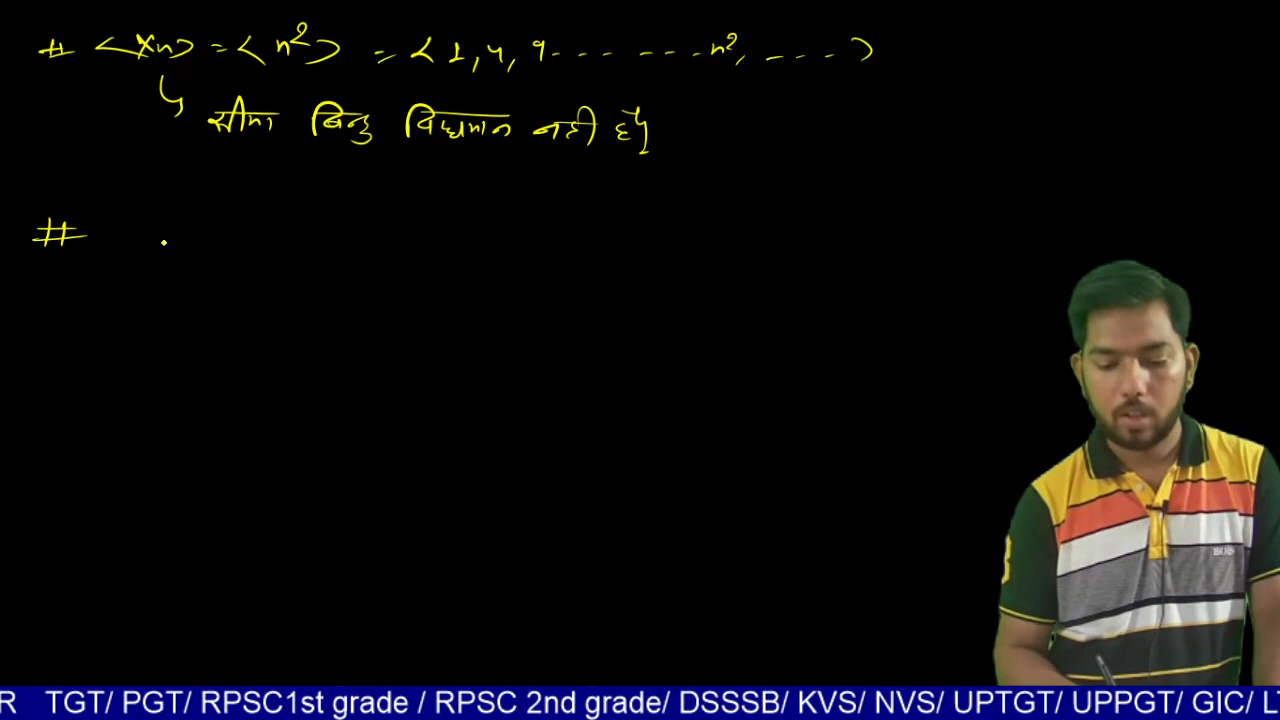 # <xn> = <n²> = < 1, 4, 9 - - - - - - - n², - - - - >
↳ सीमा बिन्दु विद्यमान नहीं है।
#
R TGT/ PGT/ RPSC1st grade / RPSC 2nd grade/ DSSSB/ KVS/ NVS/ UPTGT/ UPPGT/ GIC/ LT